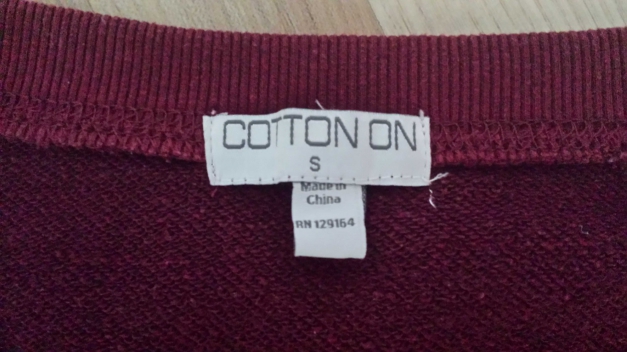 COTTON ON
S
Made in
China
RN 129164